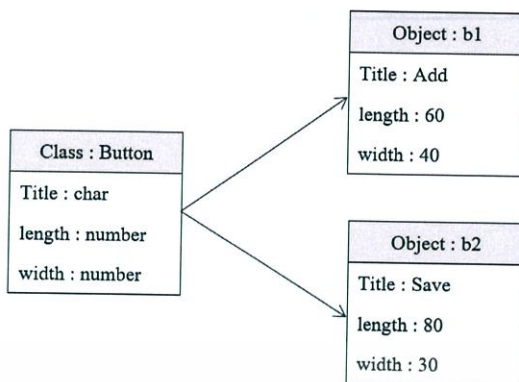 Class : Button
Title : char
length : number
width : number
Object : b1
Title : Add
length : 60
width : 40
Object : b2
Title : Save
length : 80
width : 30